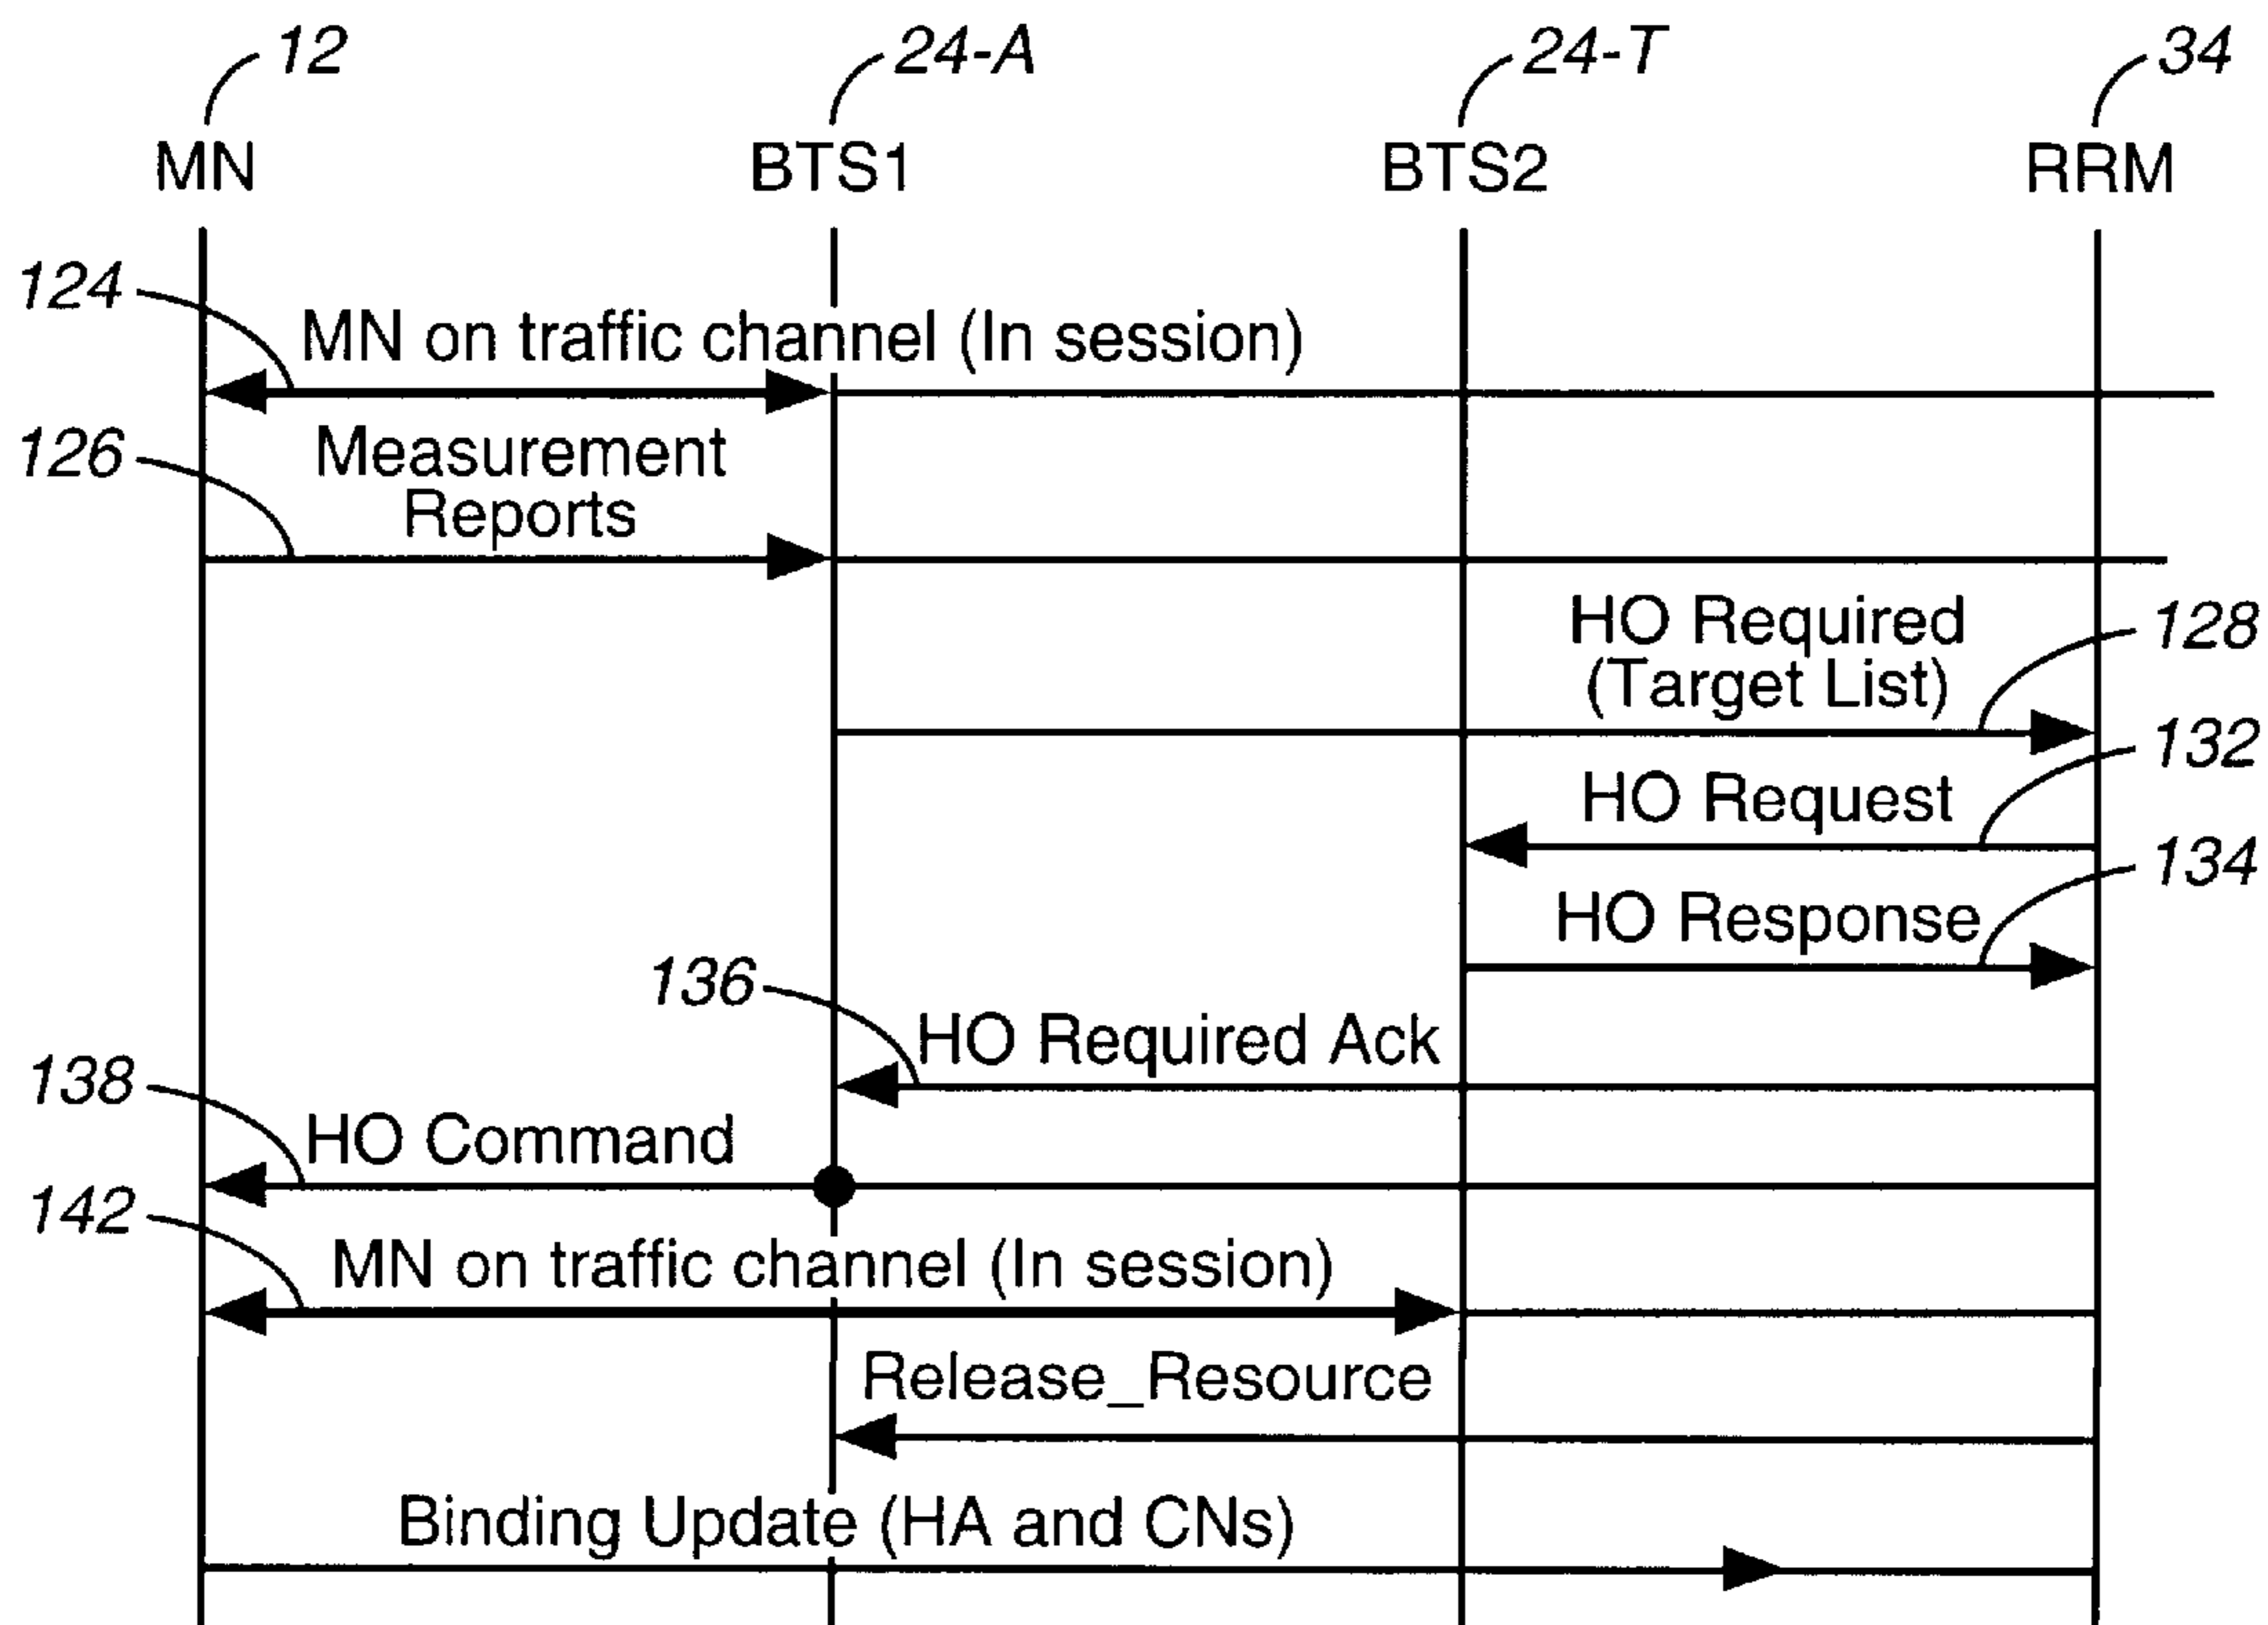 12 24-A 24-T 34
MN BTS1 BTS2 RRM
124
MN on traffic channel (In session)
126
Measurement
Reports
HO Required
(Target List)
128
132
HO Request
134
HO Response
136
HO Required Ack
138
HO Command
142
MN on traffic channel (In session)
Release_Resource
Binding Update (HA and CNs)